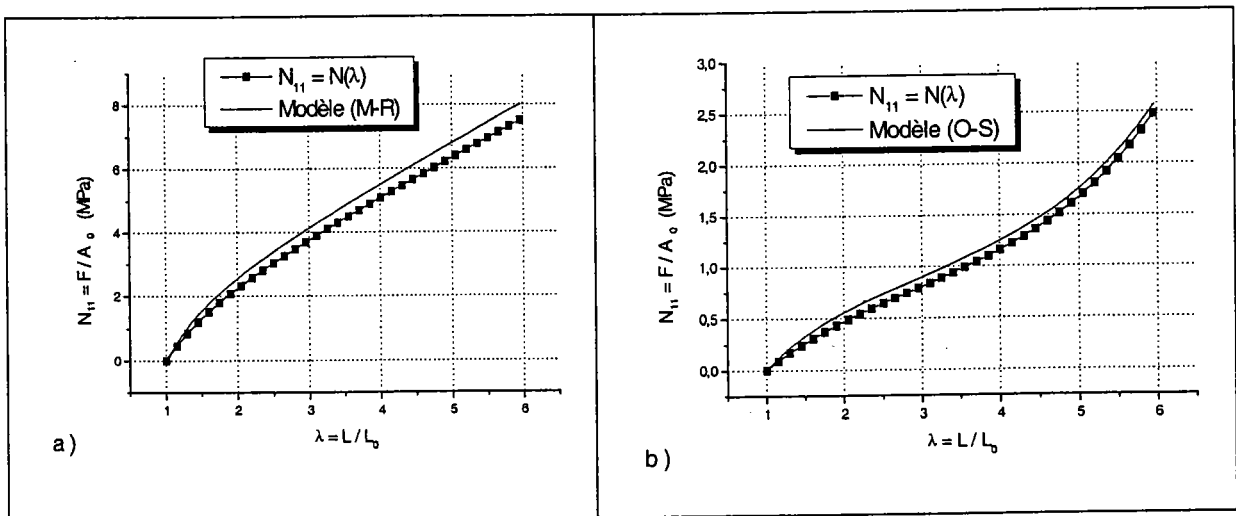 N₁₁ = N(λ)
Modèle (M-R)
N₁₁ = F / A₀ (MPa)
8
6
4
2
0
1 2 3 4 5 6
λ = L / L₀
a)
N₁₁ = N(λ)
Modèle (O-S)
N₁₁ = F / A₀ (MPa)
3,0
2,5
2,0
1,5
1,0
0,5
0,0
1 2 3 4 5 6
λ = L / L₀
b)